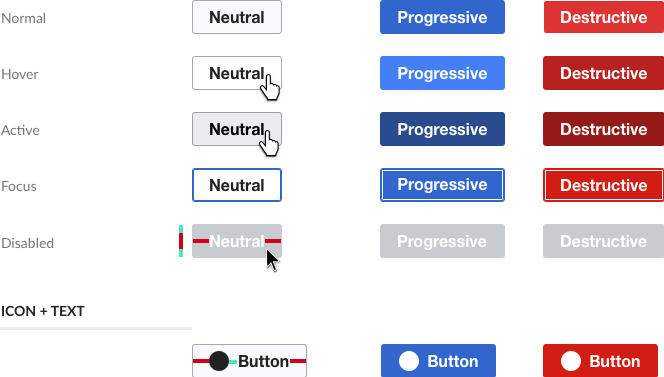 Normal Neutral Progressive Destructive
Hover Neutral Progressive Destructive
Active Neutral Progressive Destructive
Focus Neutral Progressive Destructive
Disabled Neutral Progressive Destructive
ICON + TEXT
Button Button Button